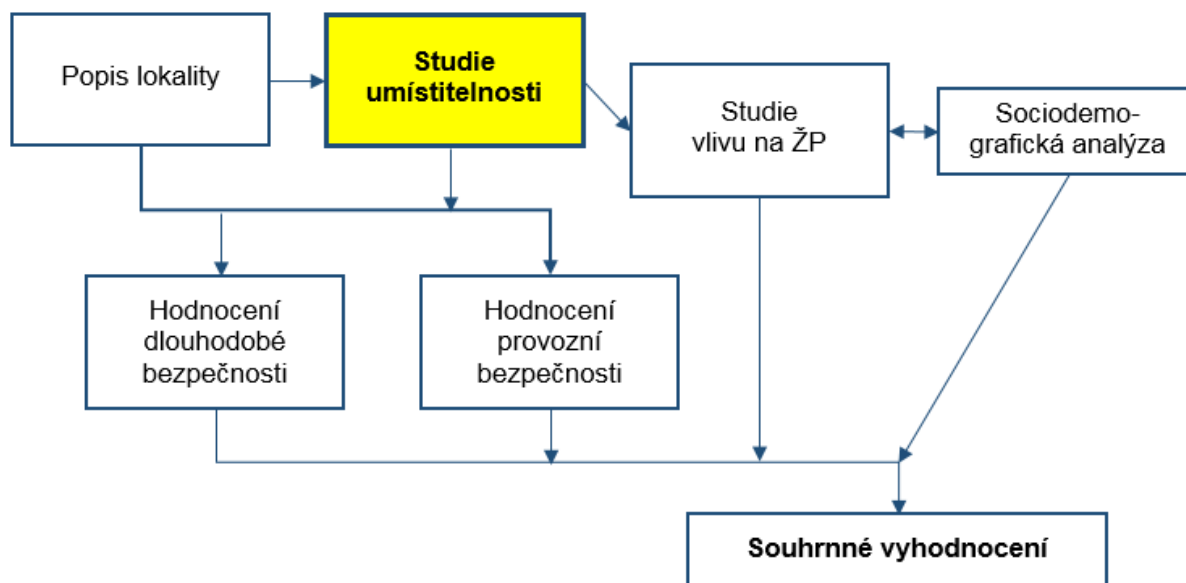 Popis lokality
Studie
umístitelnosti
Studie
vlivu na ŽP
Sociodemo-
grafická analýza
Hodnocení
dlouhodobé
bezpečnosti
Hodnocení
provozní
bezpečnosti
Souhrnné vyhodnocení